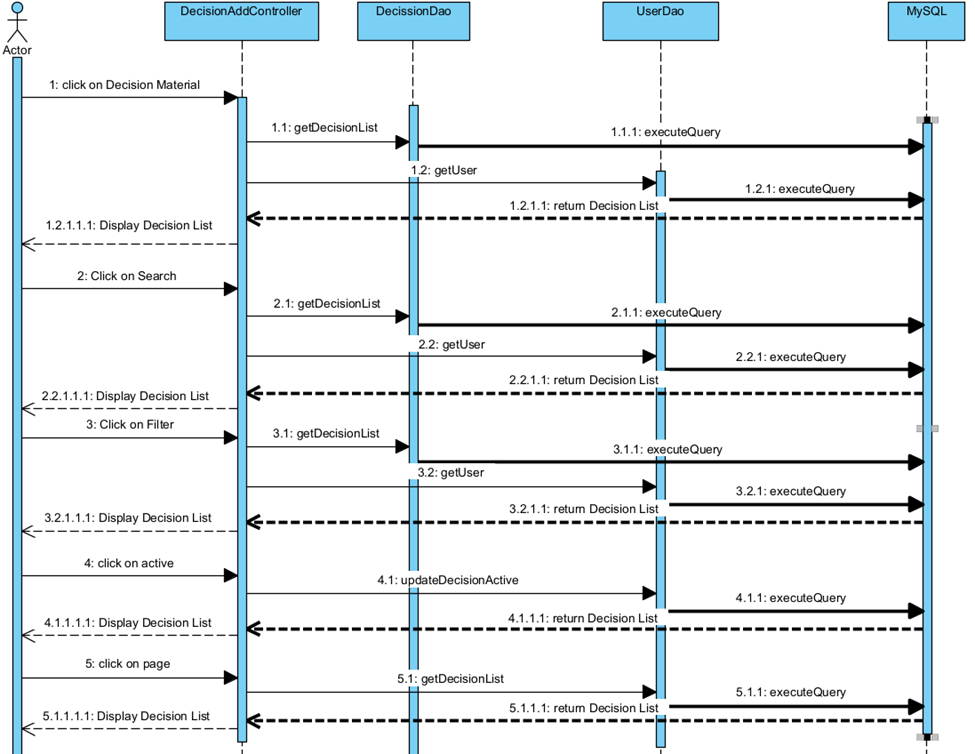 DecisionAddController
DecissionDao
UserDao
MySQL
Actor
1: click on Decision Material
1.1: getDecisionList
1.1.1: executeQuery
1.2: getUser
1.2.1: executeQuery
1.2.1.1: return Decision List
1.2.1.1.1: Display Decision List
2: Click on Search
2.1: getDecisionList
2.1.1: executeQuery
2.2: getUser
2.2.1: executeQuery
2.2.1.1: return Decision List
2.2.1.1.1: Display Decision List
3: Click on Filter
3.1: getDecisionList
3.1.1: executeQuery
3.2: getUser
3.2.1: executeQuery
3.2.1.1: return Decision List
3.2.1.1.1: Display Decision List
4: click on active
4.1: updateDecisionActive
4.1.1: executeQuery
4.1.1.1: return Decision List
4.1.1.1.1: Display Decision List
5: click on page
5.1: getDecisionList
5.1.1: executeQuery
5.1.1.1: return Decision List
5.1.1.1.1: Display Decision List